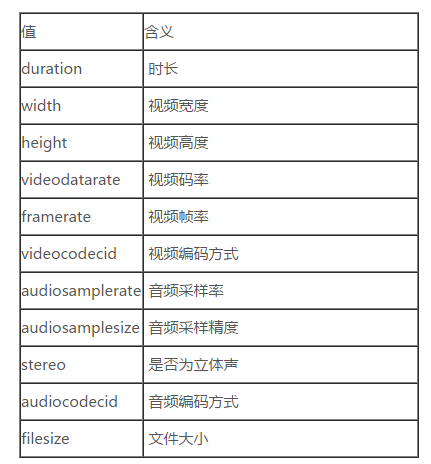 值 含义
duration 时长
width 视频宽度
height 视频高度
videodatarate 视频码率
framerate 视频帧率
videocodecid 视频编码方式
audiosamplerate 音频采样率
audiosamplesize 音频采样精度
stereo 是否为立体声
audiocodecid 音频编码方式
filesize 文件大小